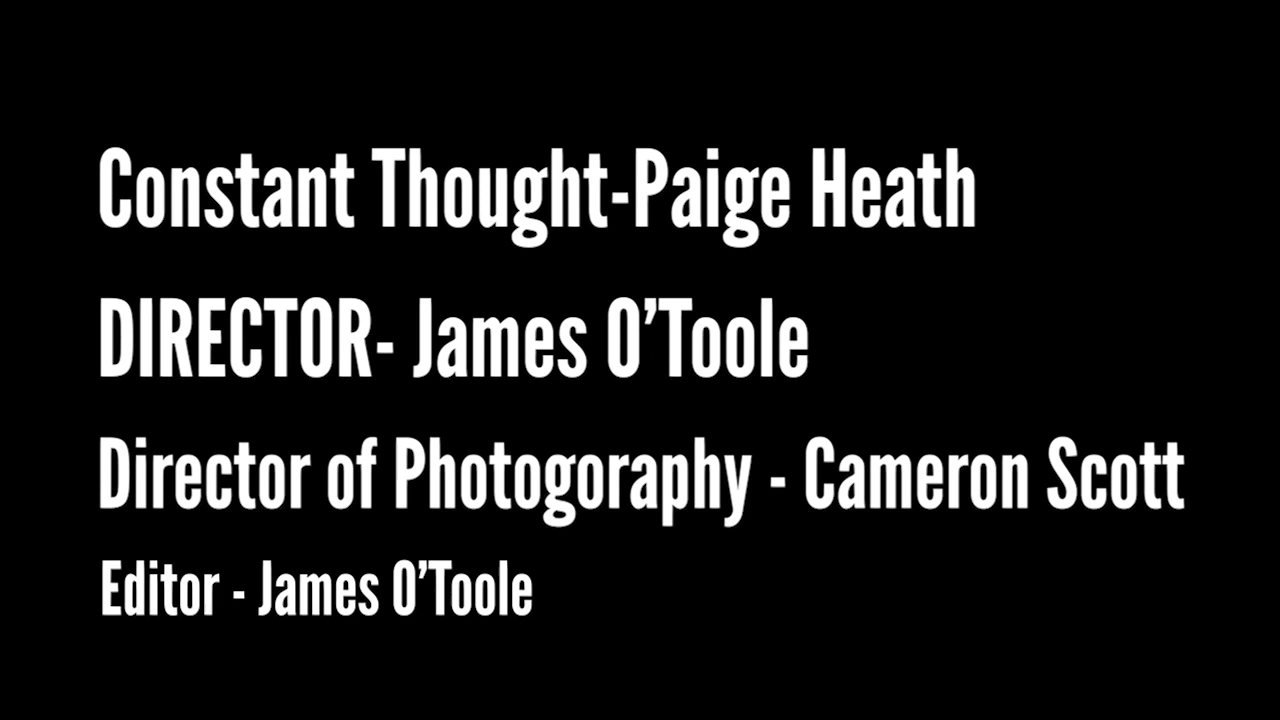 Constant Thought-Paige Heath
DIRECTOR- James O’Toole
Director of Photogoraphy - Cameron Scott
Editor - James O’Toole